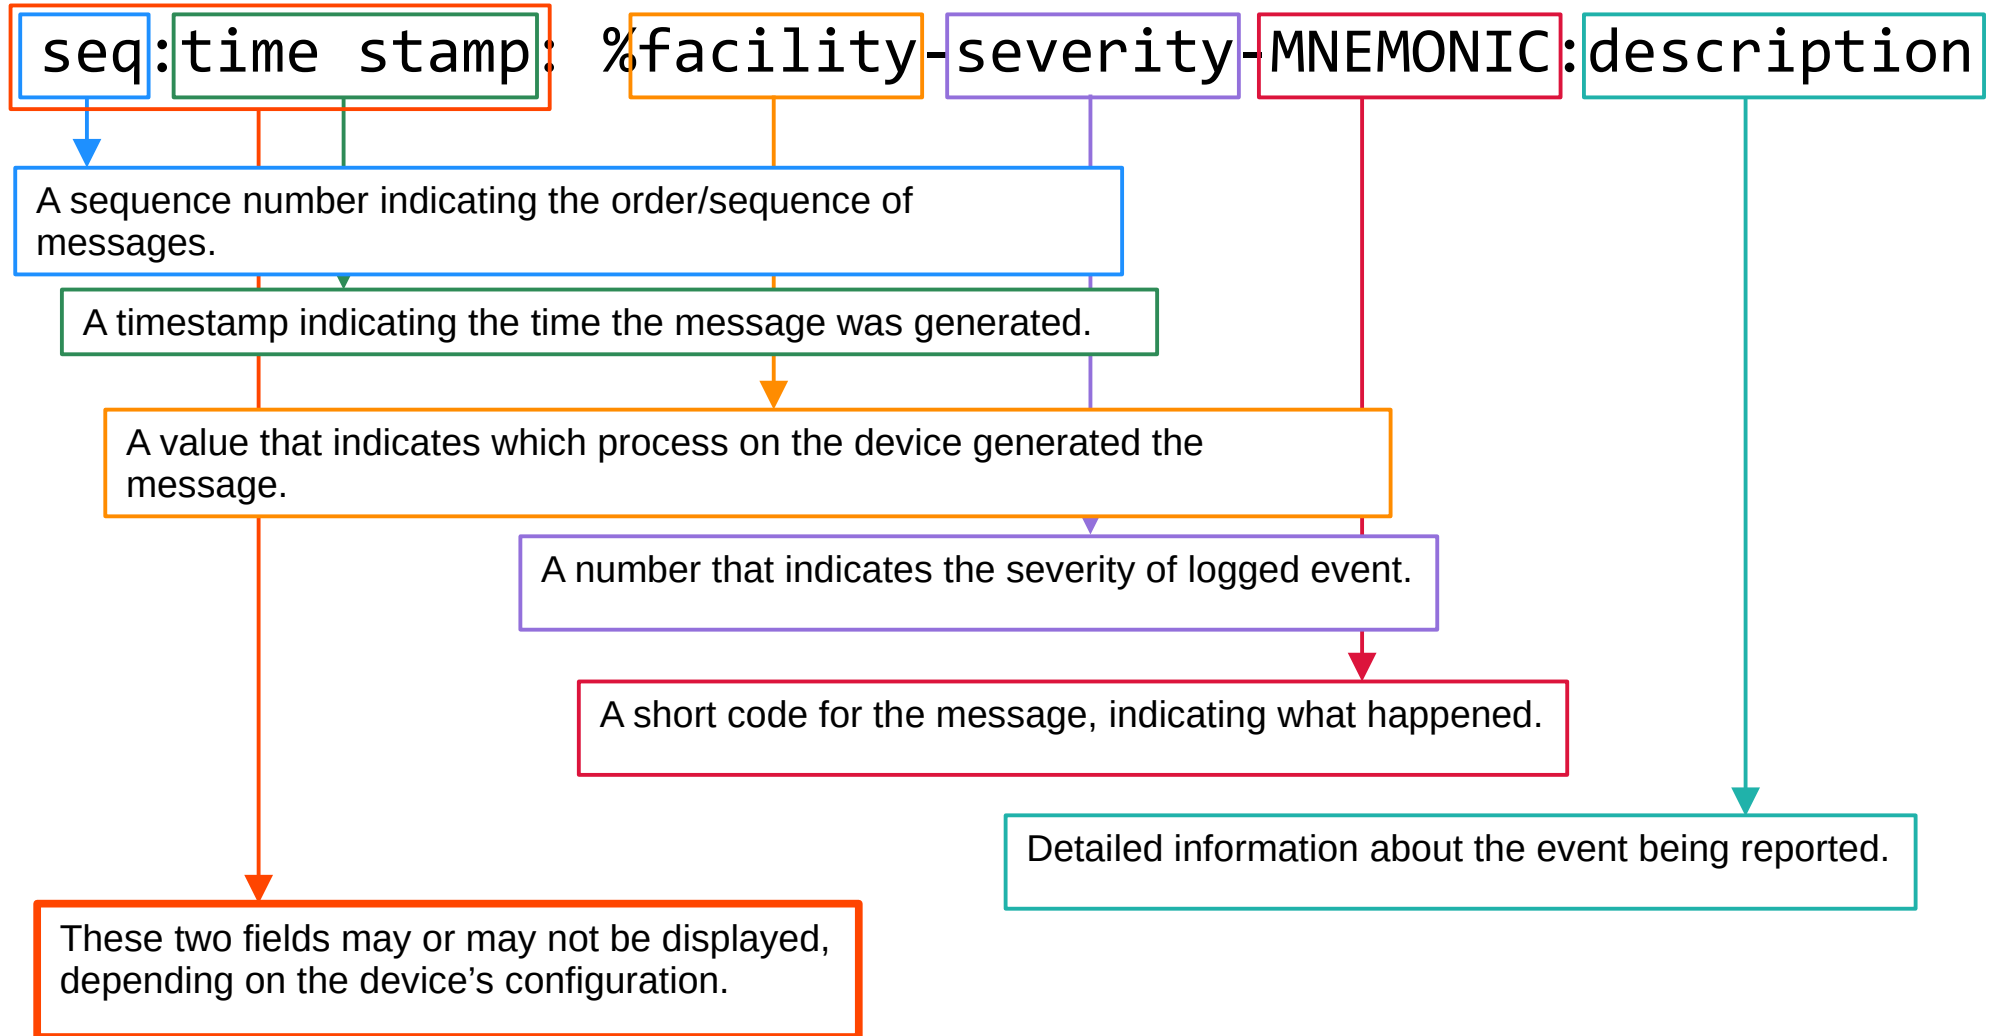 seq:time stamp: %facility-severity-MNEMONIC:description
A sequence number indicating the order/sequence of
messages.
A timestamp indicating the time the message was generated.
A value that indicates which process on the device generated the
message.
A number that indicates the severity of logged event.
A short code for the message, indicating what happened.
Detailed information about the event being reported.
These two fields may or may not be displayed,
depending on the device’s configuration.